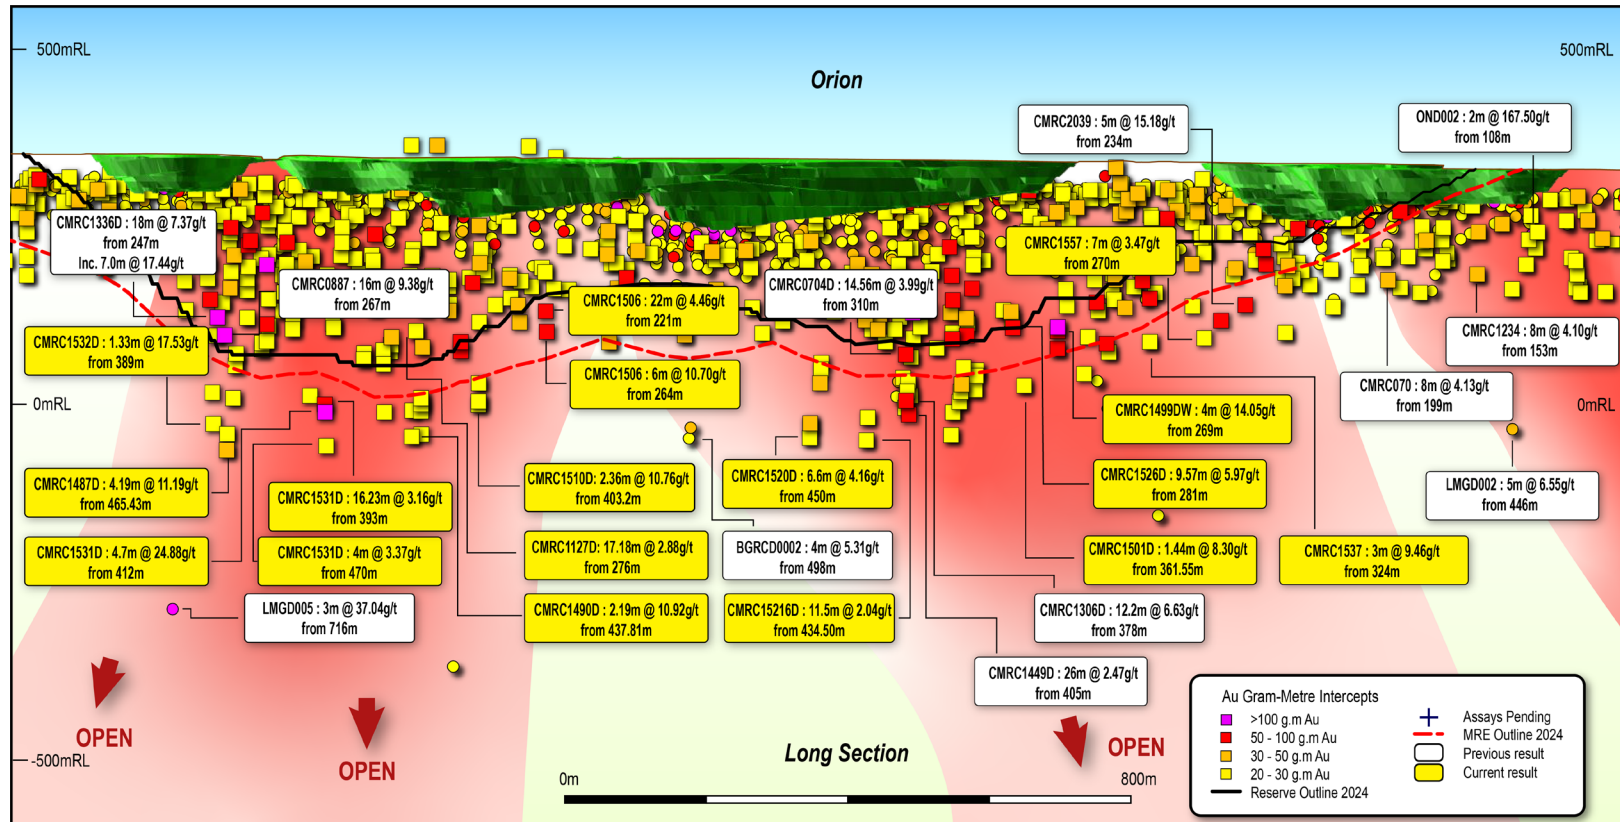 500mRL
500mRL
Orion
CMRC2039 : 5m @ 15.18g/t
from 234m
OND002 : 2m @ 167.50g/t
from 108m
CMRC1336D : 18m @ 7.37g/t
from 247m
Inc. 7.0m @ 17.44g/t
CMRC1557 : 7m @ 3.47g/t
from 270m
CMRC0887 : 16m @ 9.38g/t
from 267m
CMRC1506 : 22m @ 4.46g/t
from 221m
CMRC0704D : 14.56m @ 3.99g/t
from 310m
CMRC1532D : 1.33m @ 17.53g/t
from 389m
CMRC1234 : 8m @ 4.10g/t
from 153m
CMRC1506 : 6m @ 10.70g/t
from 264m
CMRC070 : 8m @ 4.13g/t
from 199m
0mRL
0mRL
CMRC1499DW : 4m @ 14.05g/t
from 269m
CMRC1487D : 4.19m @ 11.19g/t
from 465.43m
CMRC1531D : 16.23m @ 3.16g/t
from 393m
CMRC1510D : 2.36m @ 10.76g/t
from 403.2m
CMRC1520D : 6.6m @ 4.16g/t
from 450m
CMRC1526D : 9.57m @ 5.97g/t
from 281m
LMGD002 : 5m @ 6.55g/t
from 446m
CMRC1531D : 4.7m @ 24.88g/t
from 412m
CMRC1531D : 4m @ 3.37g/t
from 470m
CMRC1127D : 17.18m @ 2.88g/t
from 276m
BGRCD0002 : 4m @ 5.31g/t
from 498m
CMRC1501D : 1.44m @ 8.30g/t
from 361.55m
CMRC1537 : 3m @ 9.46g/t
from 324m
LMGD005 : 3m @ 37.04g/t
from 716m
CMRC1490D : 2.19m @ 10.92g/t
from 437.81m
CMRC15216D : 11.5m @ 2.04g/t
from 434.50m
CMRC1306D : 12.2m @ 6.63g/t
from 378m
CMRC1449D : 26m @ 2.47g/t
from 405m
OPEN
OPEN
OPEN
-500mRL
Long Section
0m
800m
Au Gram-Metre Intercepts
>100 g.m Au
50 - 100 g.m Au
30 - 50 g.m Au
20 - 30 g.m Au
Reserve Outline 2024
Assays Pending
MRE Outline 2024
Previous result
Current result